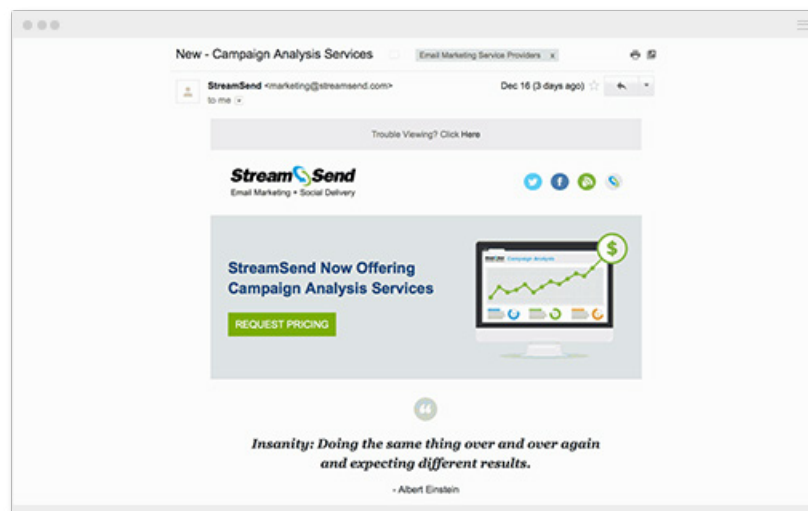 New - Campaign Analysis Services
Email Marketing Service Providers x
StreamSend <marketing@streamsend.com>
Dec 16 (3 days ago)
to me
Trouble Viewing? Click Here
StreamSend
Email Marketing + Social Delivery
StreamSend Now Offering
Campaign Analysis Services
REQUEST PRICING
Campaign Analysis
$
Insanity: Doing the same thing over and over again
and expecting different results.
- Albert Einstein